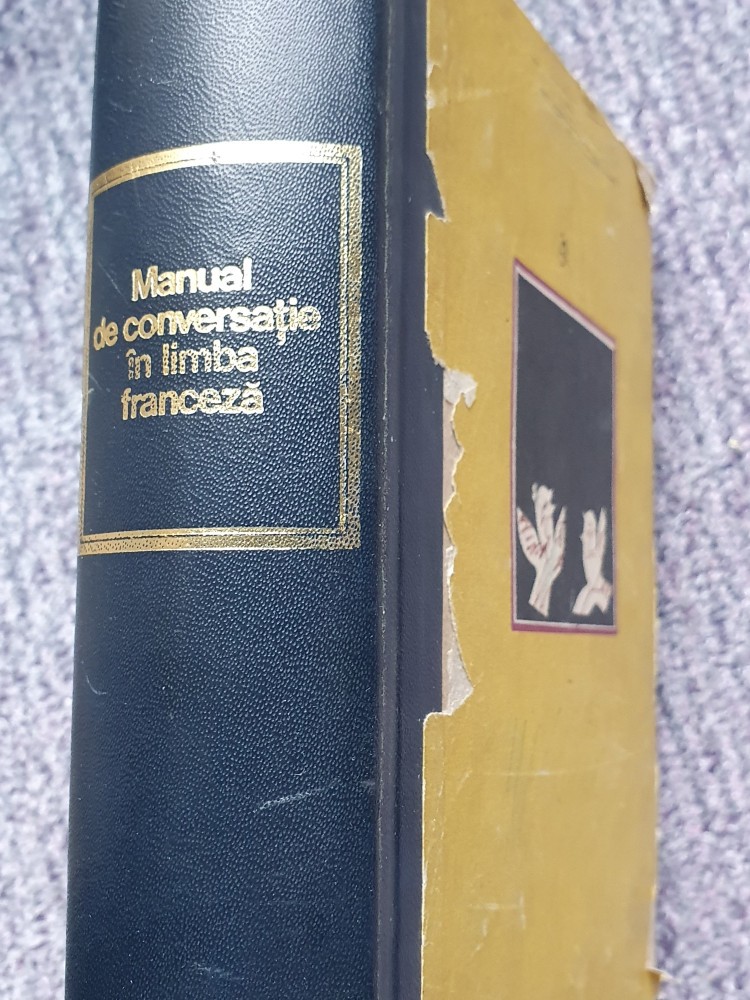 Manual
de conversație
în limba
franceză